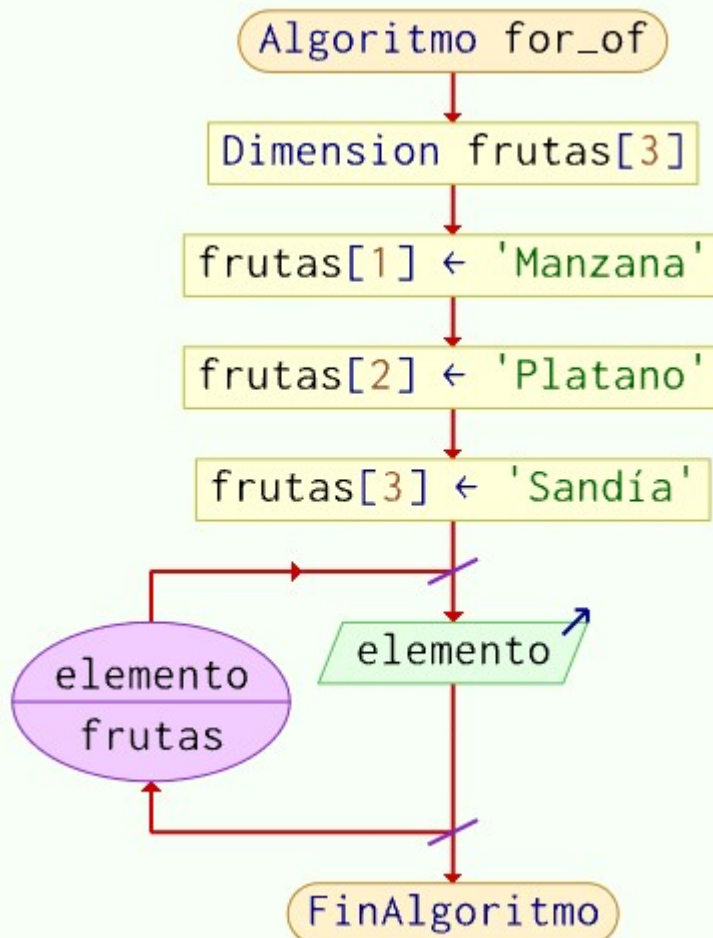 Algoritmo for_of
Dimension frutas[3]
frutas[1] ← 'Manzana'
frutas[2] ← 'Platano'
frutas[3] ← 'Sandía'
elemento
elemento
frutas
FinAlgoritmo